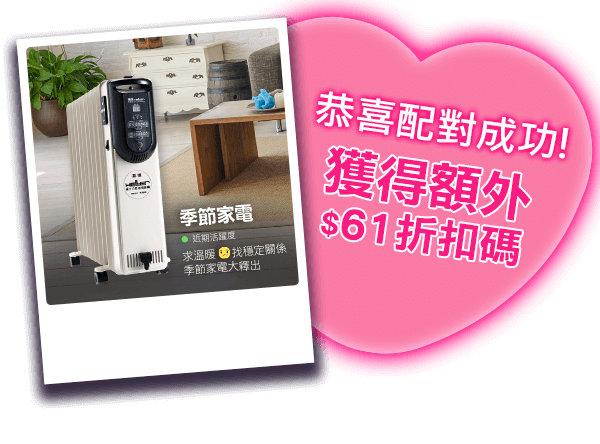 季節家電
近期活躍度
求溫暖 找穩定關係
季節家電大釋出
恭喜配對成功!
獲得額外
$61折扣碼